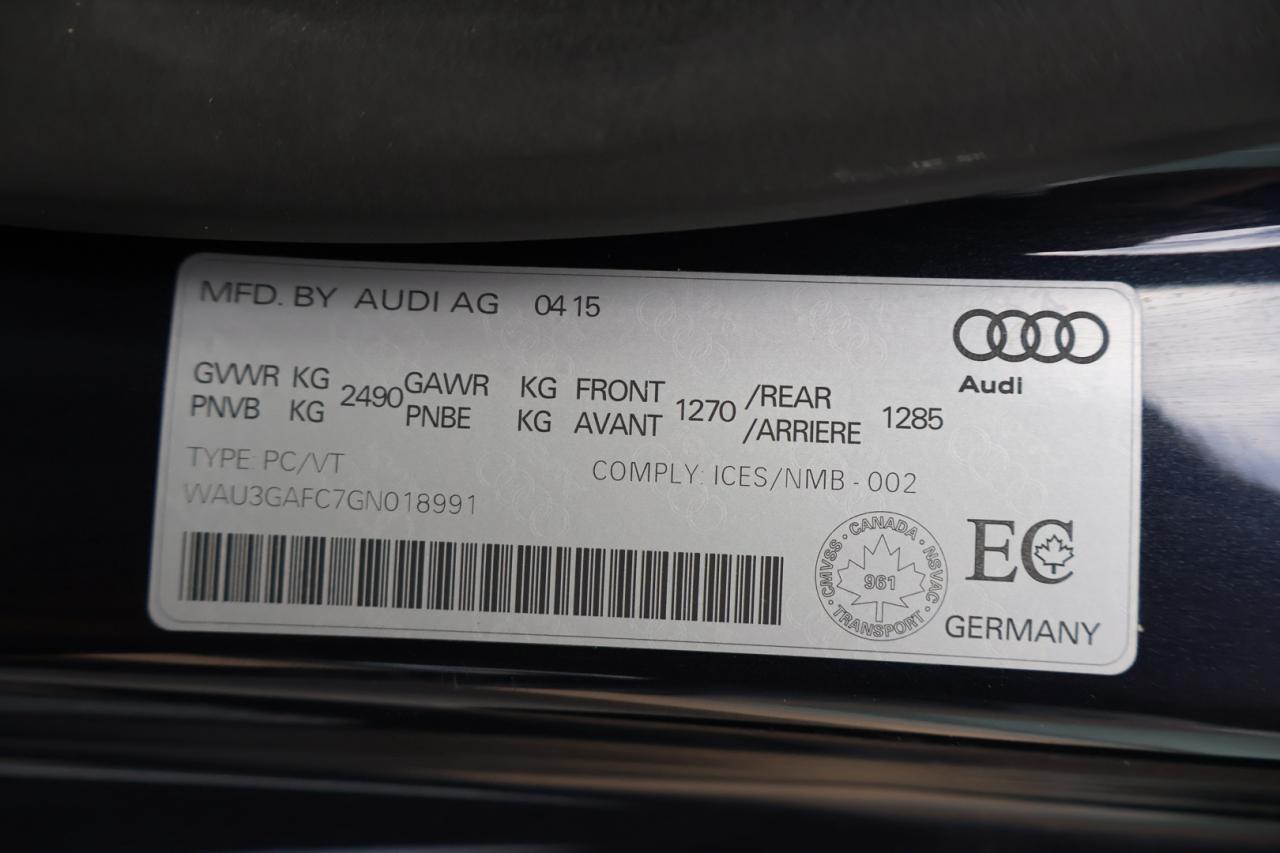 MFD. BY AUDI AG 04 15
Audi
GVWR KG 2490 GAWR KG FRONT 1270 /REAR 1285
PNVB KG PNBE KG AVANT /ARRIERE
TYPE: PC/VT
COMPLY: ICES/NMB - 002
WAU3GAFC7GN018991
· CANADA · NSVAC · TRANSPORT · CMVSS
961
EC
GERMANY